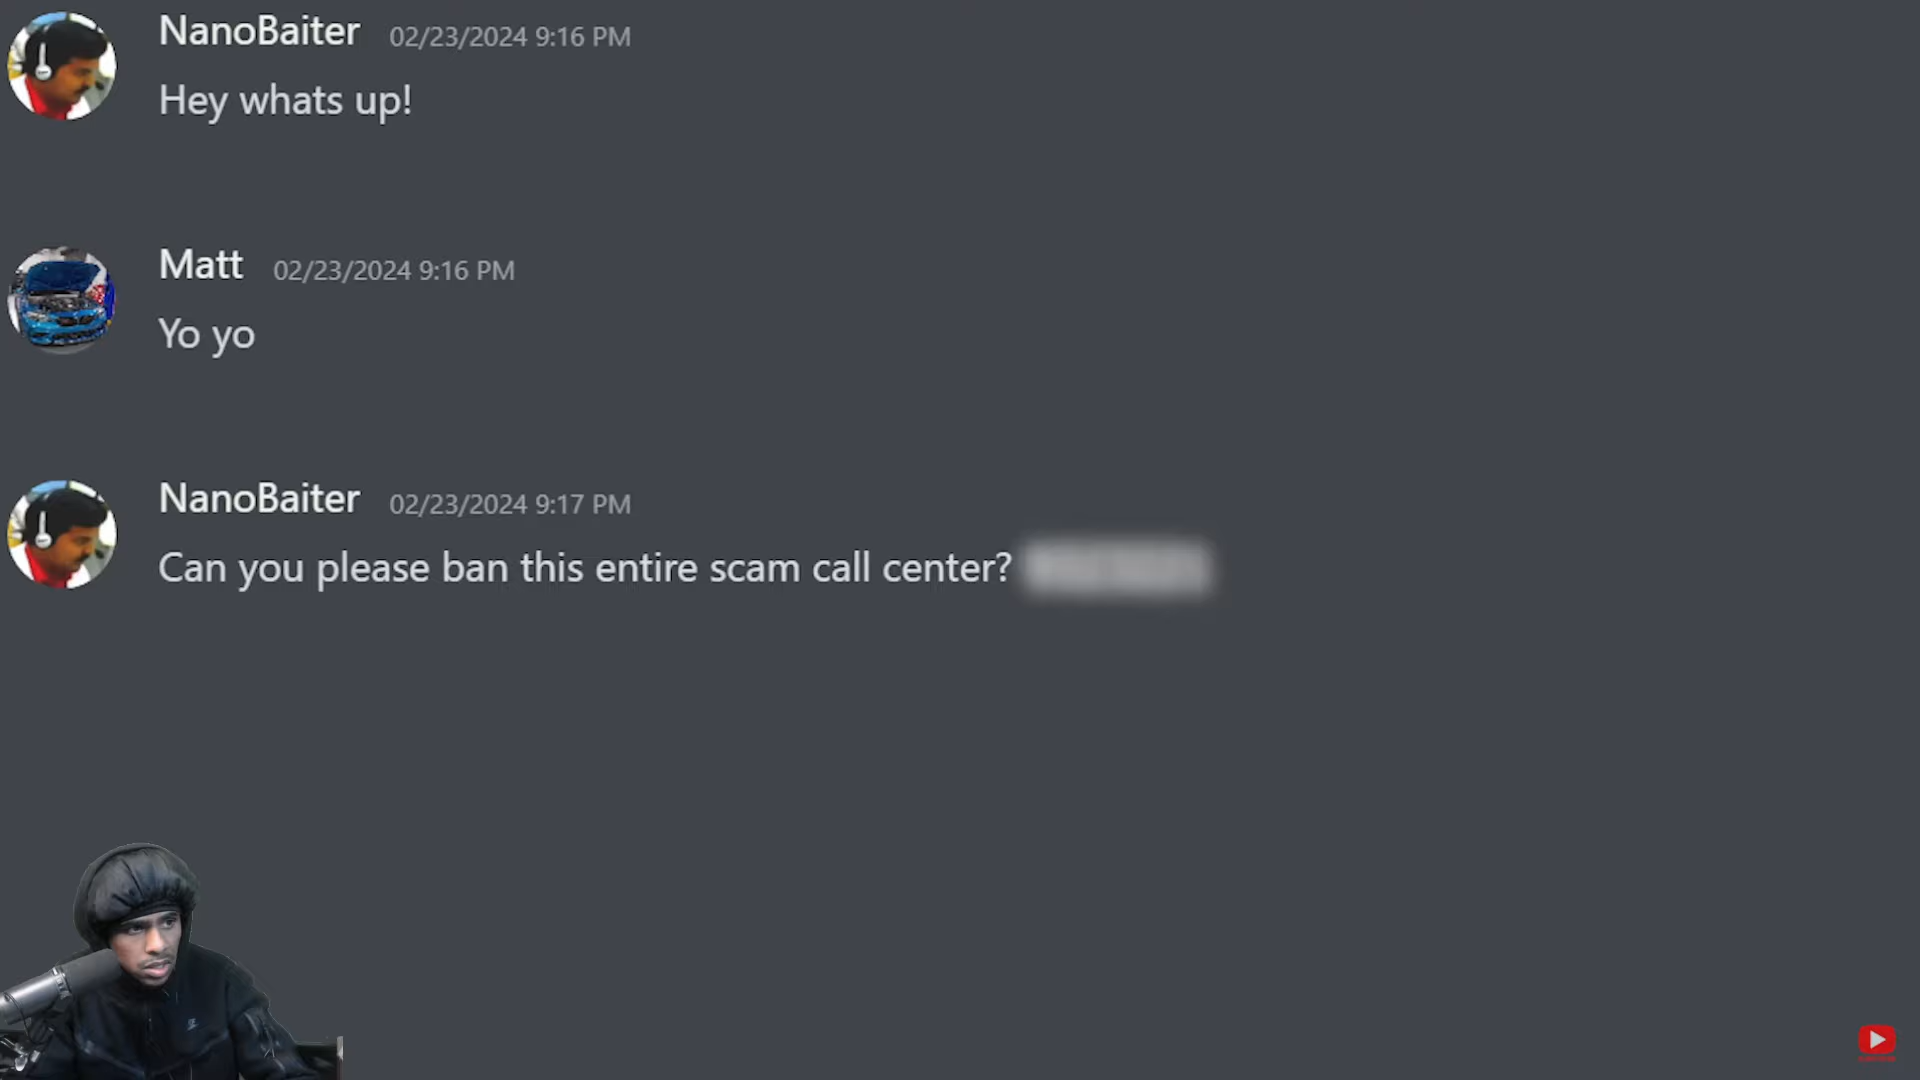 NanoBaiter 02/23/2024 9:16 PM
Hey whats up!
Matt 02/23/2024 9:16 PM
Yo yo
NanoBaiter 02/23/2024 9:17 PM
Can you please ban this entire scam call center?